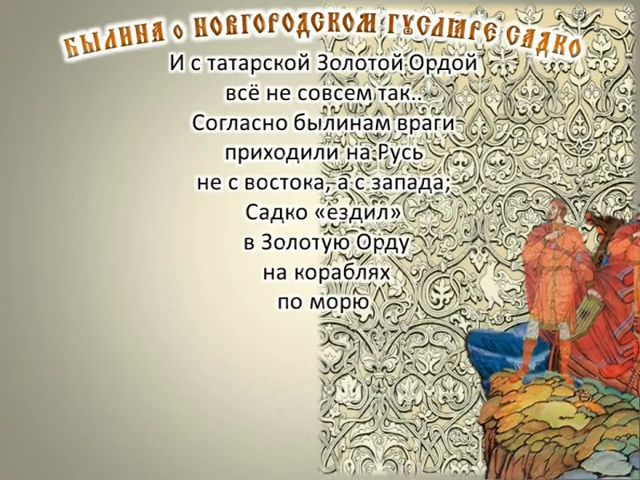 БЫЛИНА о НОВГОРОДСКОМ ГУСЛЯРЕ САДКО
И с татарской Золотой Ордой
всё не совсем так..
Согласно былинам враги
приходили на Русь
не с востока, а с запада;
Садко «ездил»
в Золотую Орду
на кораблях
по морю